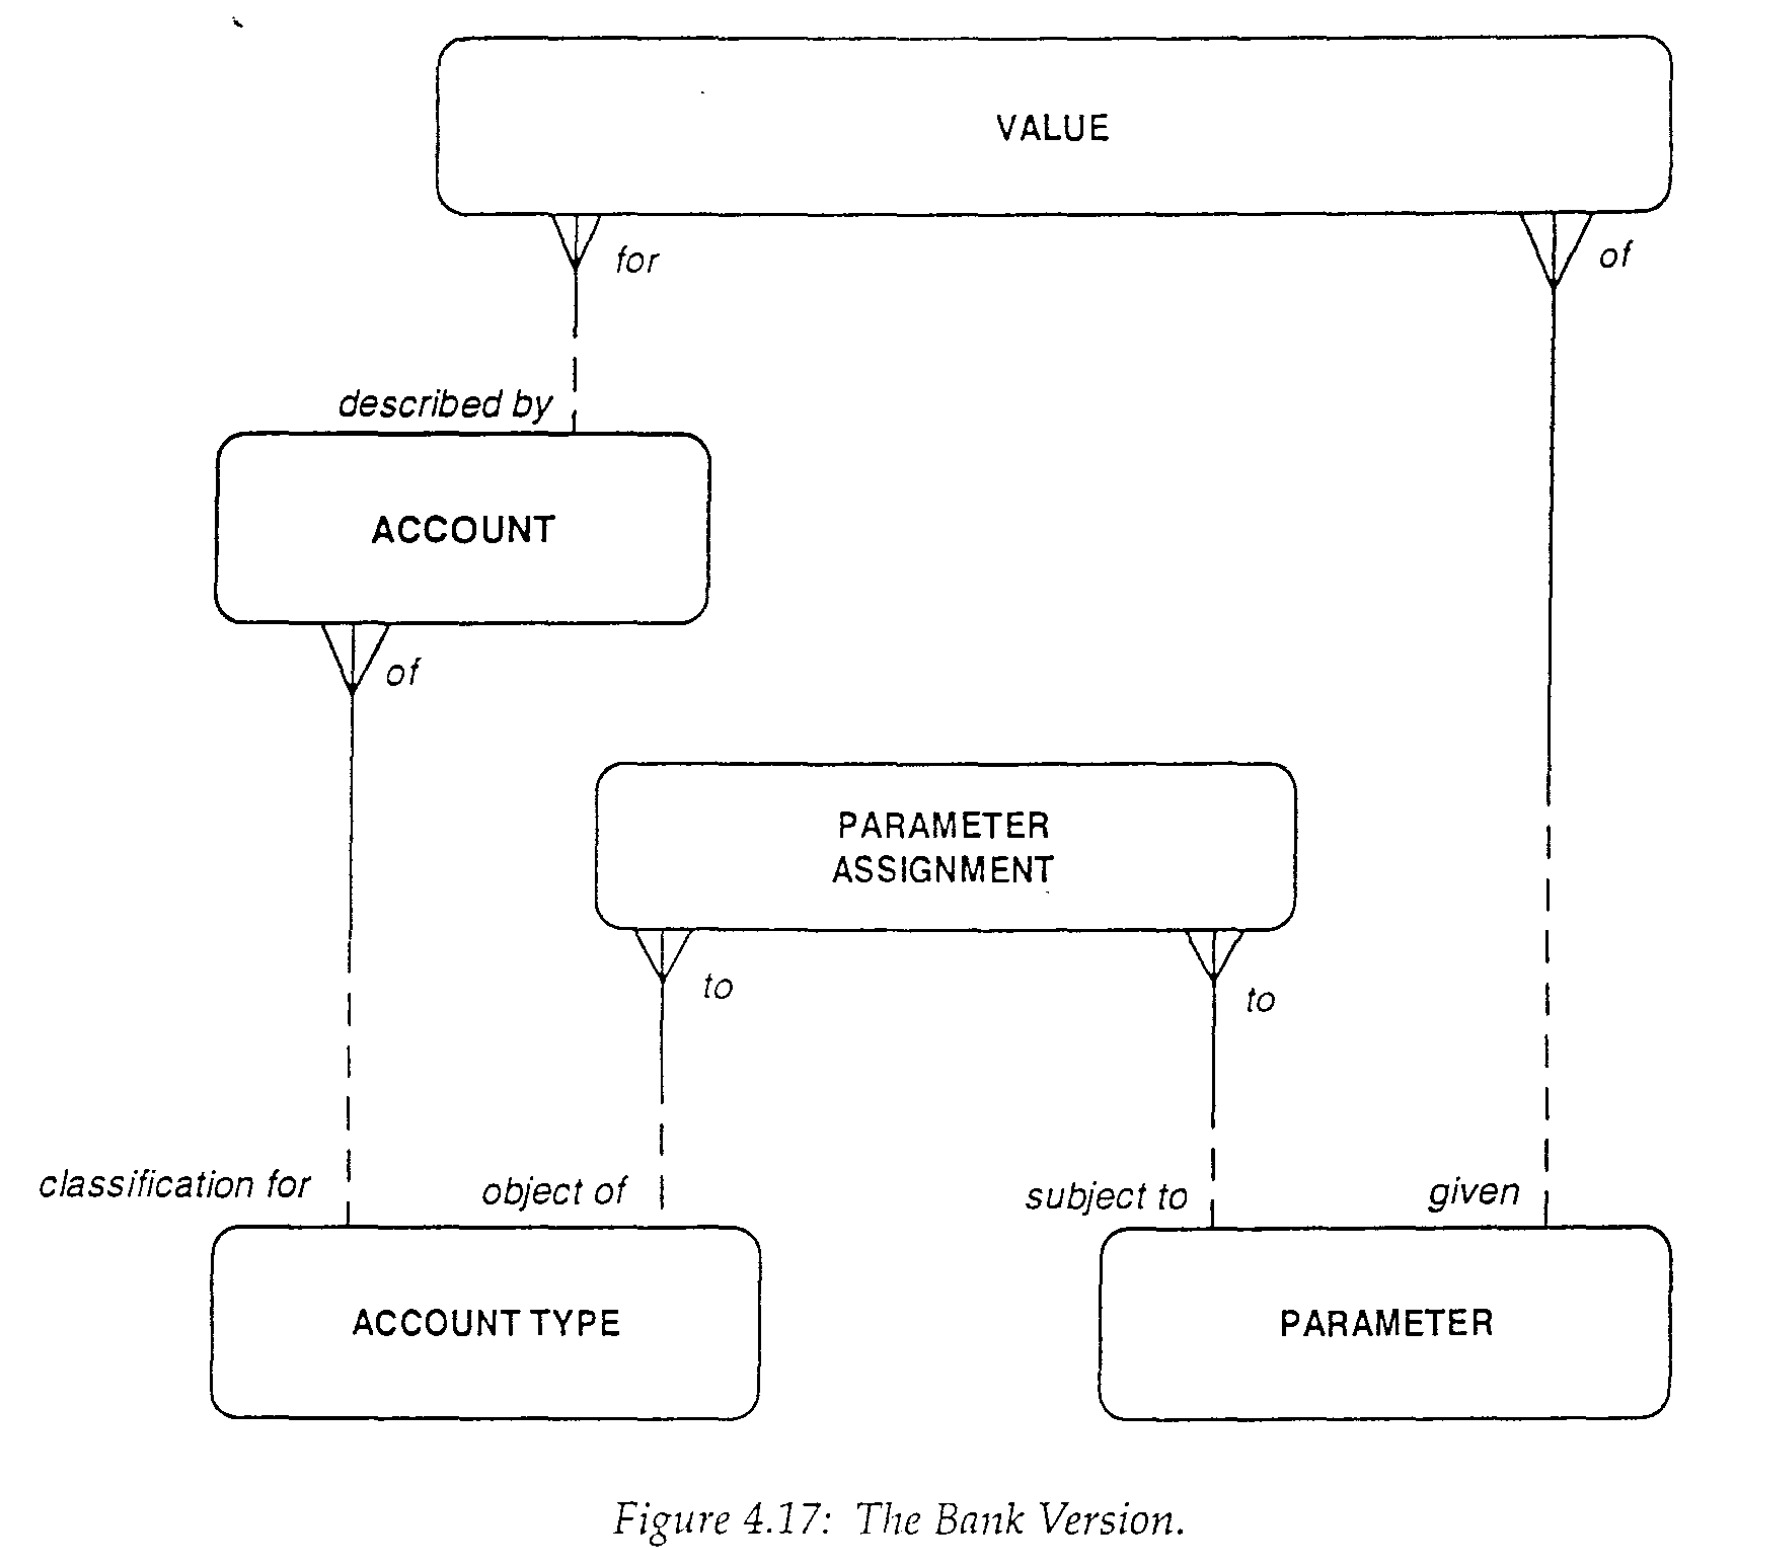 VALUE
for
of
described by
ACCOUNT
of
PARAMETER
ASSIGNMENT
to
to
classification for
object of
subject to
given
ACCOUNT TYPE
PARAMETER
Figure 4.17: The Bank Version.